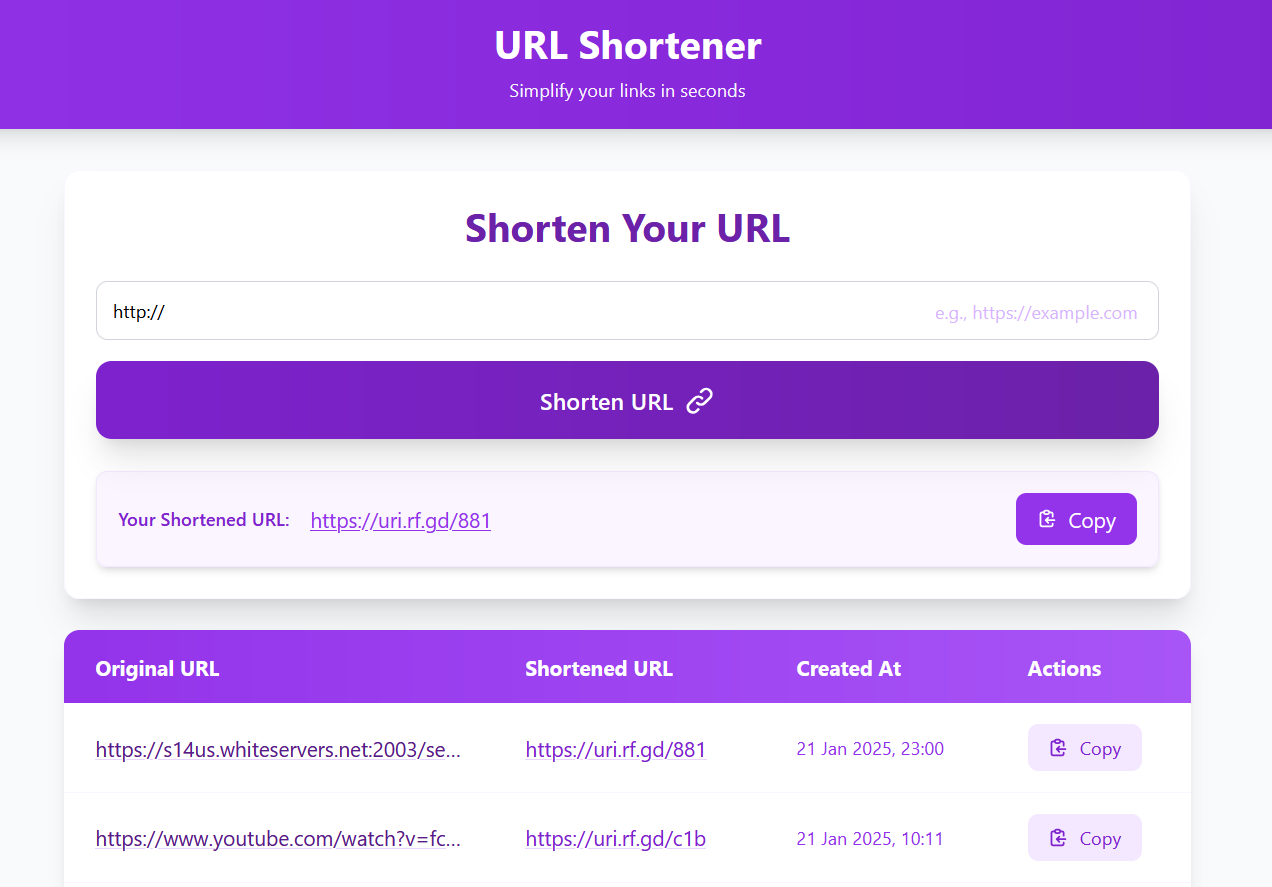 URL Shortener
Simplify your links in seconds
Shorten Your URL
http:// e.g., https://example.com
Shorten URL
Your Shortened URL: https://uri.rf.gd/881 Copy
Original URL Shortened URL Created At Actions
https://s14us.whiteservers.net:2003/se... https://uri.rf.gd/881 21 Jan 2025, 23:00 Copy
https://www.youtube.com/watch?v=fc... https://uri.rf.gd/c1b 21 Jan 2025, 10:11 Copy